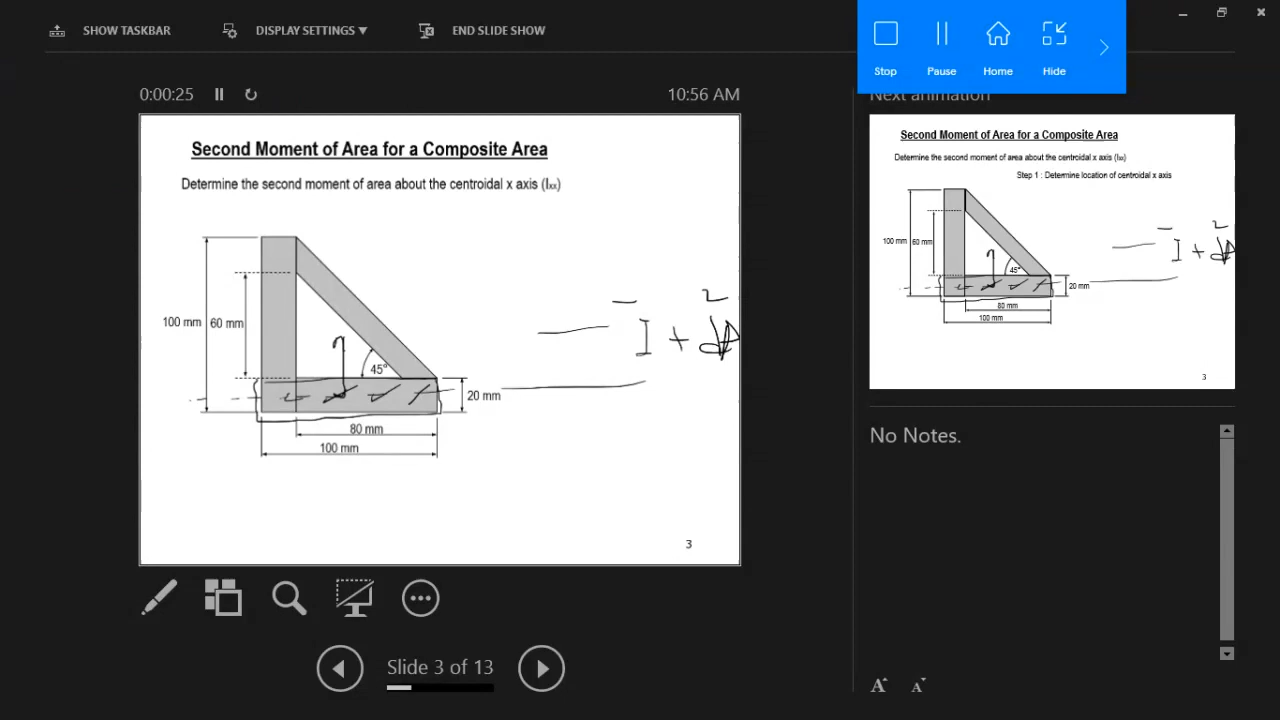 SHOW TASKBAR
DISPLAY SETTINGS ▼
END SLIDE SHOW
Stop
Pause
Home
Hide
0:00:25
10:56 AM
Next animation
Second Moment of Area for a Composite Area
Determine the second moment of area about the centroidal x axis (Ixx)
100 mm
60 mm
45°
20 mm
80 mm
100 mm
I + d²A
3
Second Moment of Area for a Composite Area
Determine the second moment of area about the centroidal x axis (Ixx)
Step 1 : Determine location of centroidal x axis
100 mm
60 mm
45°
20 mm
80 mm
100 mm
I + d²A
3
No Notes.
Slide 3 of 13
A A